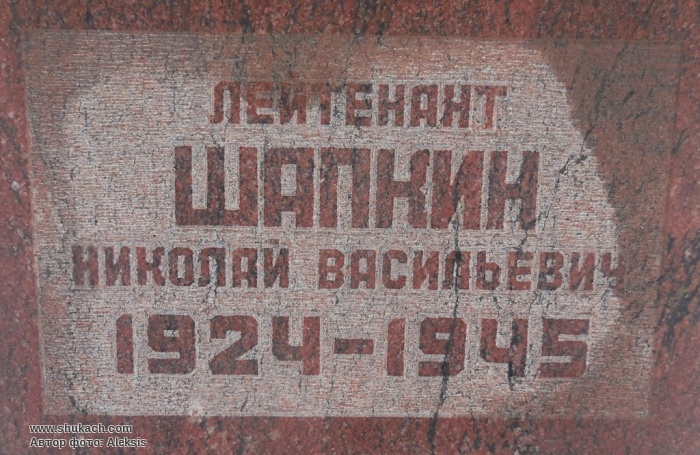 ЛЕЙТЕНАНТ
ШАПКИН
НИКОЛАЙ ВАСИЛЬЕВИЧ
1924-1945
www.shukach.com
Автор фото: Aleksis